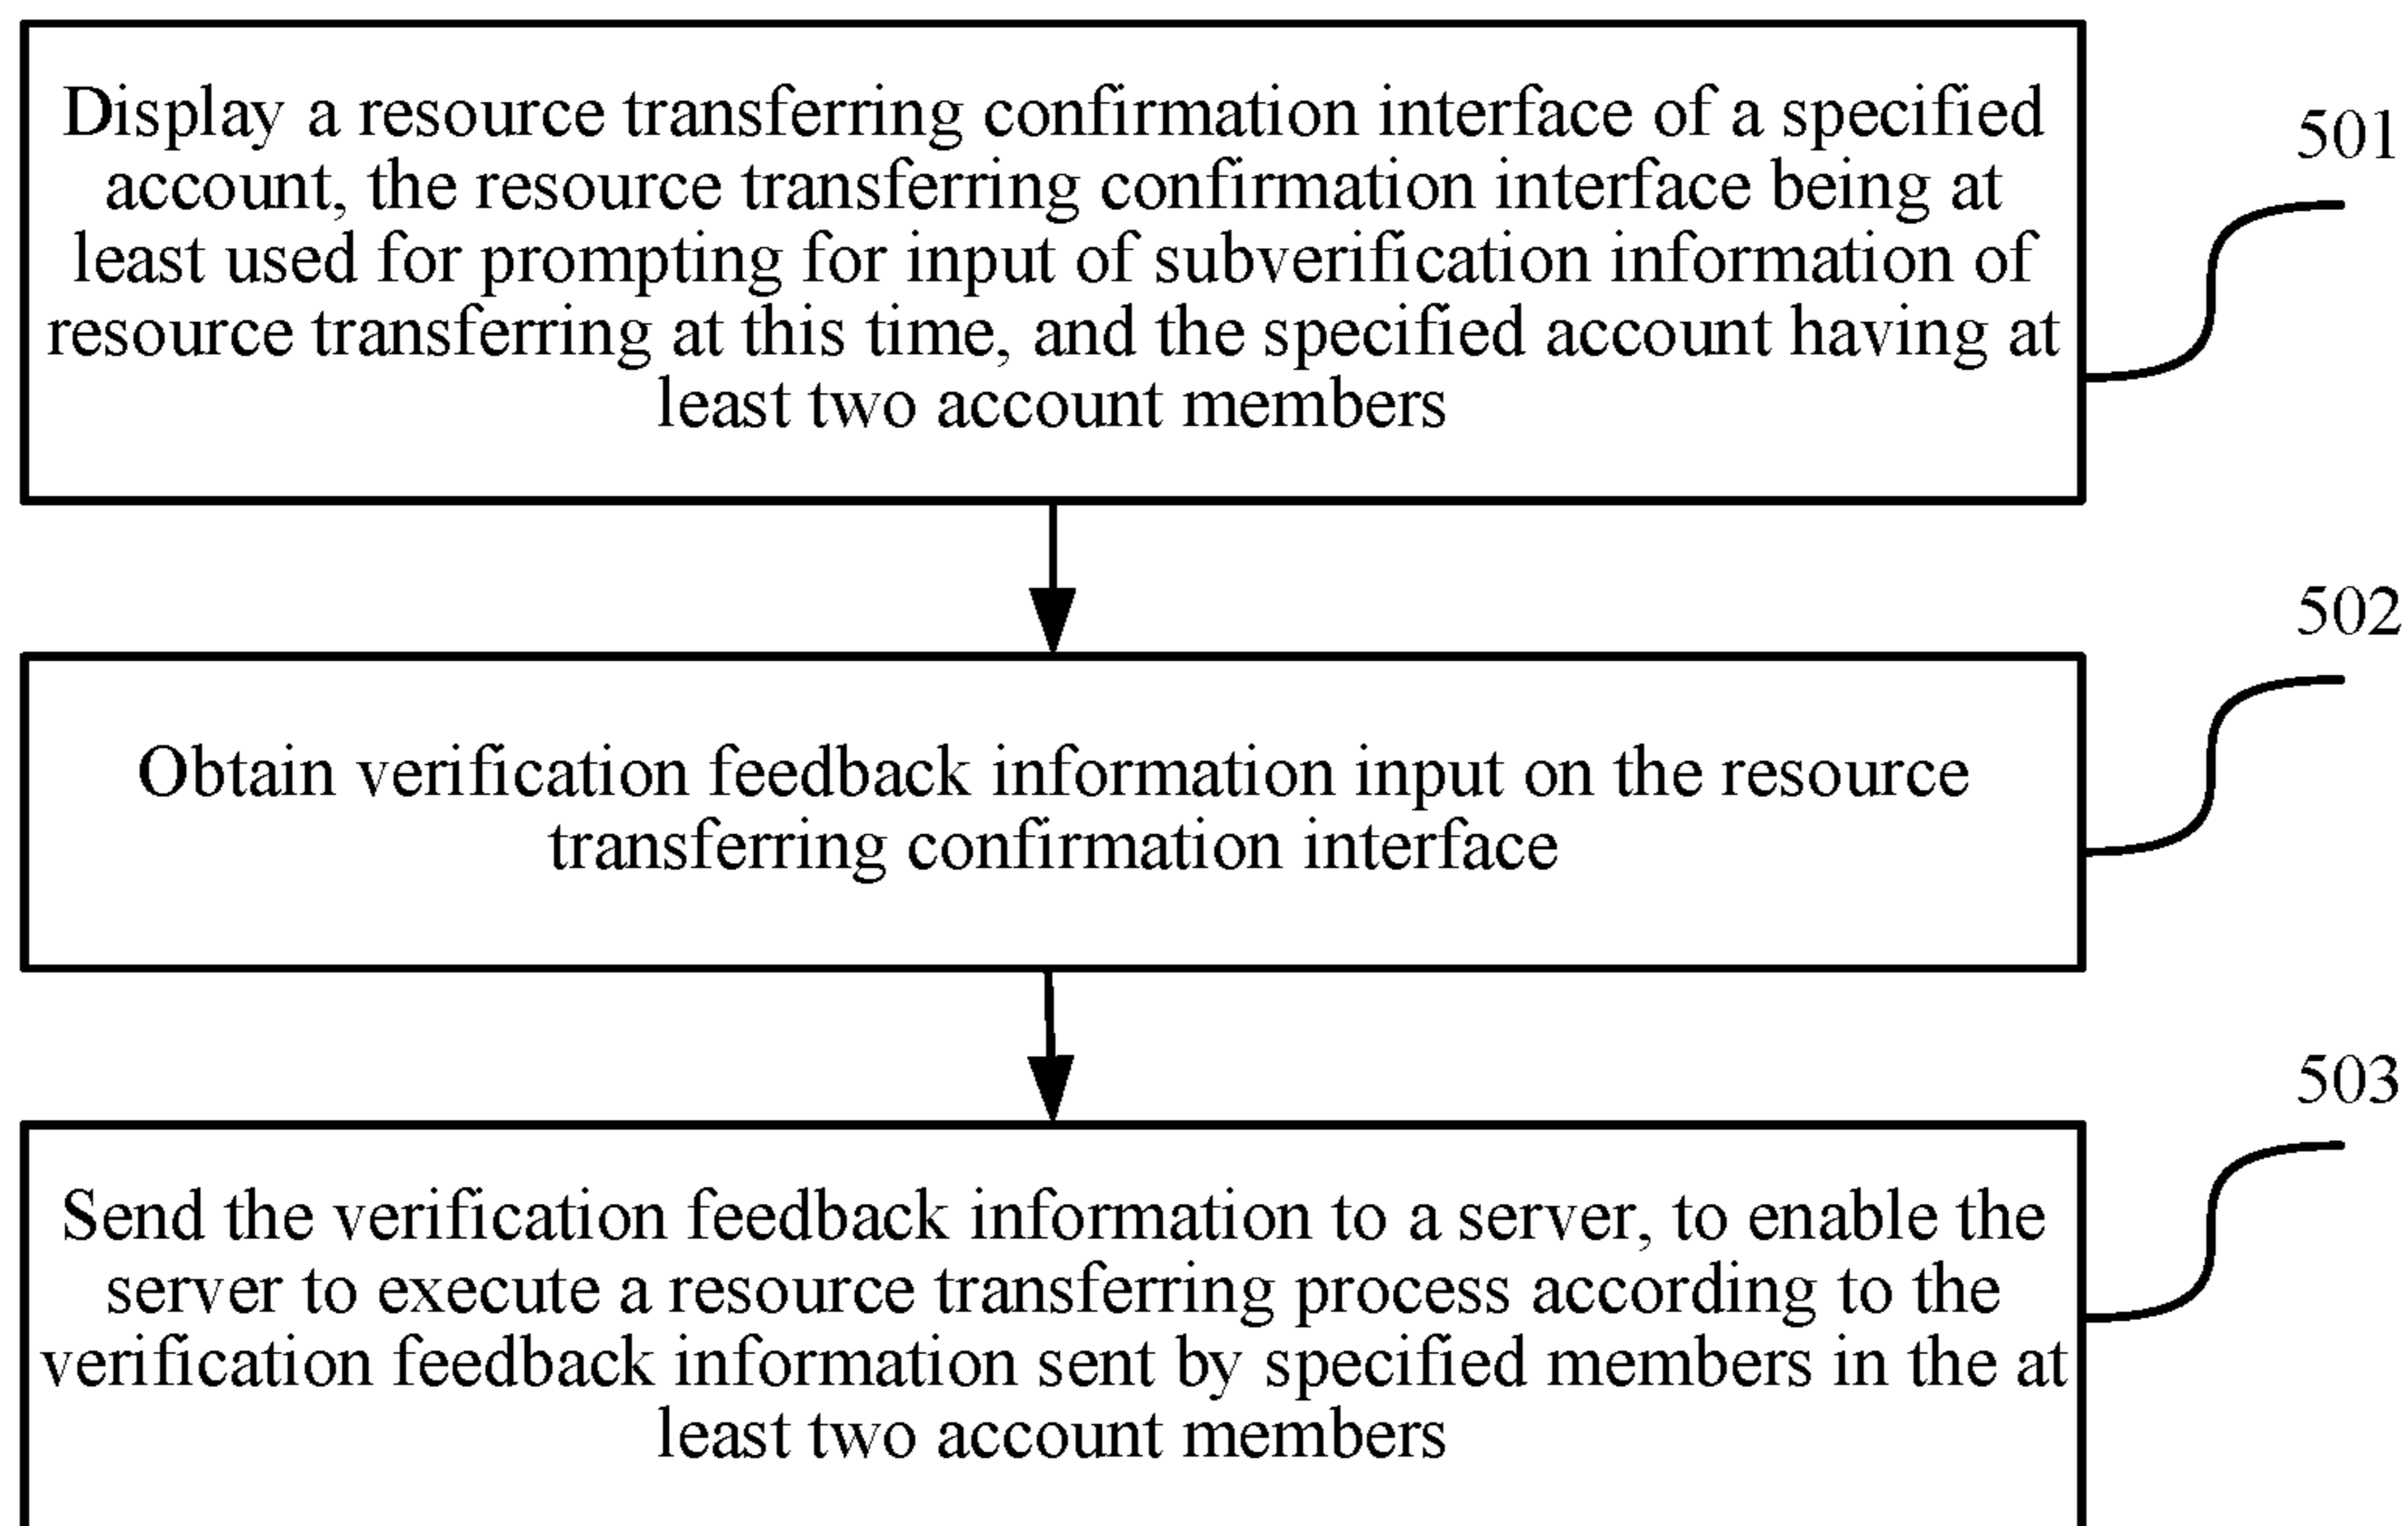 Display a resource transferring confirmation interface of a specified
account, the resource transferring confirmation interface being at
least used for prompting for input of subverification information of
resource transferring at this time, and the specified account having at
least two account members
501
Obtain verification feedback information input on the resource
transferring confirmation interface
502
Send the verification feedback information to a server, to enable the
server to execute a resource transferring process according to the
verification feedback information sent by specified members in the at
least two account members
503